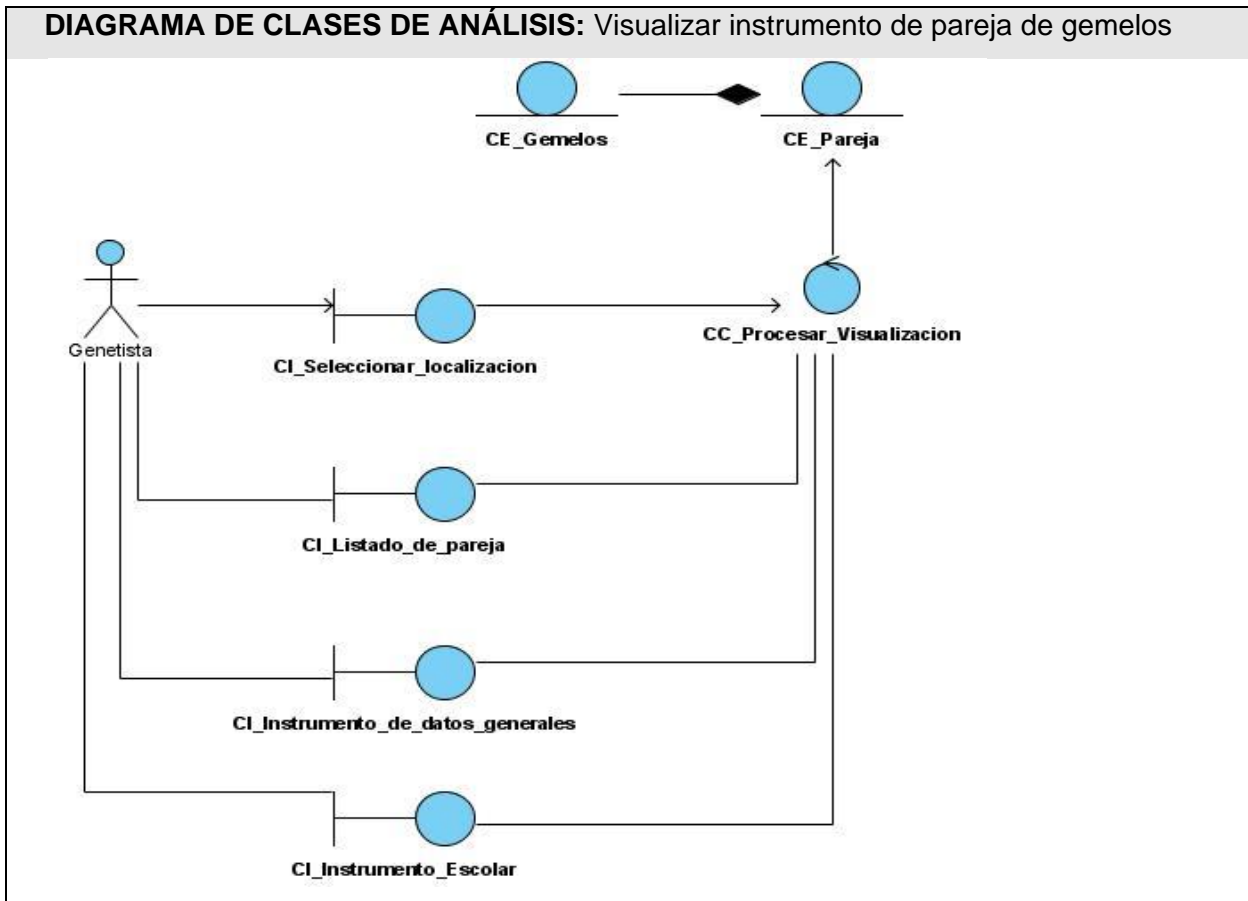 DIAGRAMA DE CLASES DE ANÁLISIS: Visualizar instrumento de pareja de gemelos
CE_Gemelos
CE_Pareja
Genetista
CI_Seleccionar_localizacion
CC_Procesar_Visualizacion
CI_Listado_de_pareja
CI_Instrumento_de_datos_generales
CI_Instrumento_Escolar